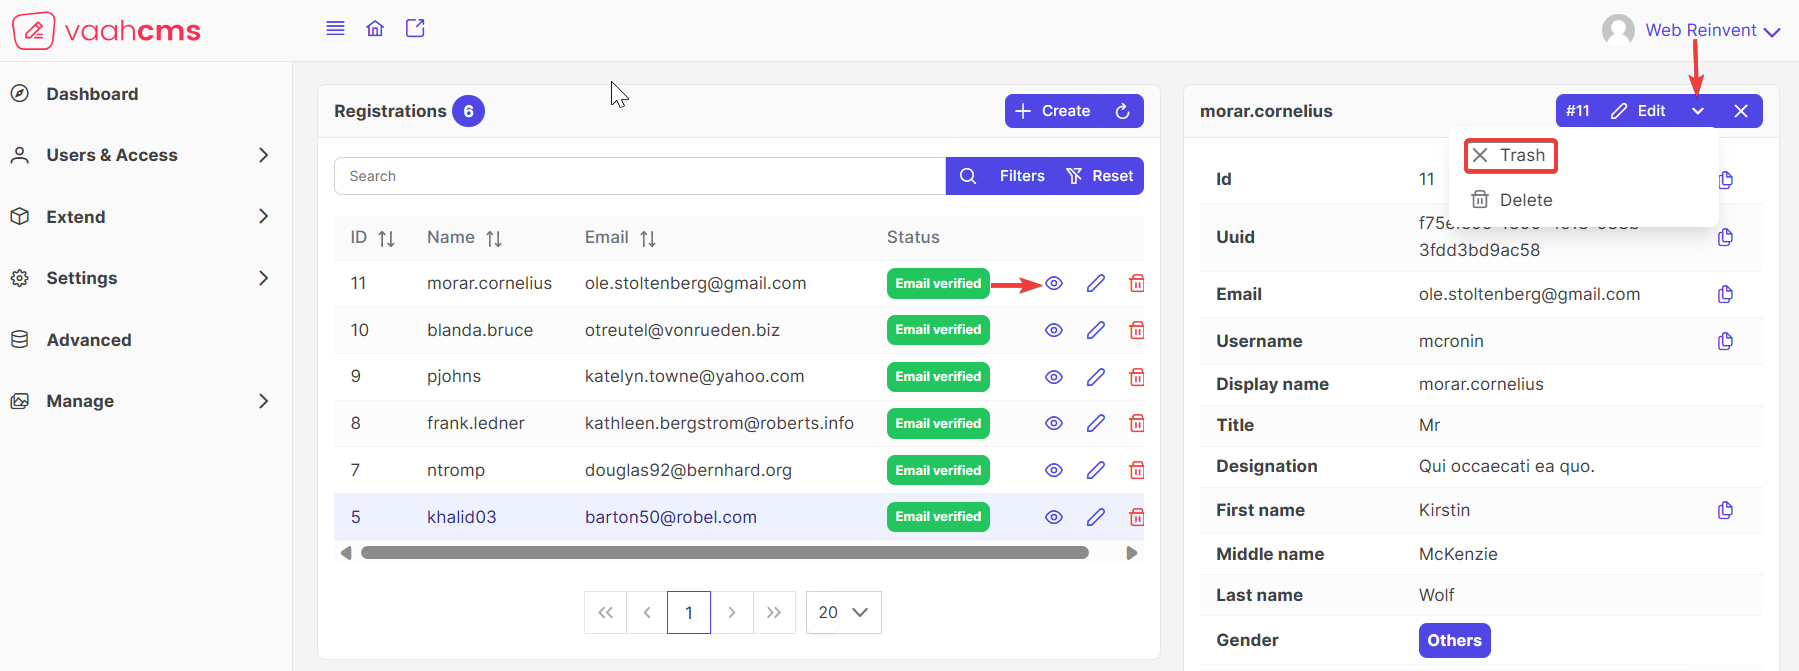 vaahcms
Web Reinvent
Dashboard
Users & Access
Extend
Settings
Advanced
Manage
Registrations 6
Create
Search
Filters
Reset
ID Name Email Status
11 morar.cornelius ole.stoltenberg@gmail.com Email verified
10 blanda.bruce otreutel@vonrueden.biz Email verified
9 pjohns katelyn.towne@yahoo.com Email verified
8 frank.ledner kathleen.bergstrom@roberts.info Email verified
7 ntromp douglas92@bernhard.org Email verified
5 khalid03 barton50@robel.com Email verified
1
20
morar.cornelius
#11 Edit
Trash
Delete
Id 11
Uuid
3fdd3bd9ac58
Email ole.stoltenberg@gmail.com
Username mcronin
Display name morar.cornelius
Title Mr
Designation Qui occaecati ea quo.
First name Kirstin
Middle name McKenzie
Last name Wolf
Gender Others